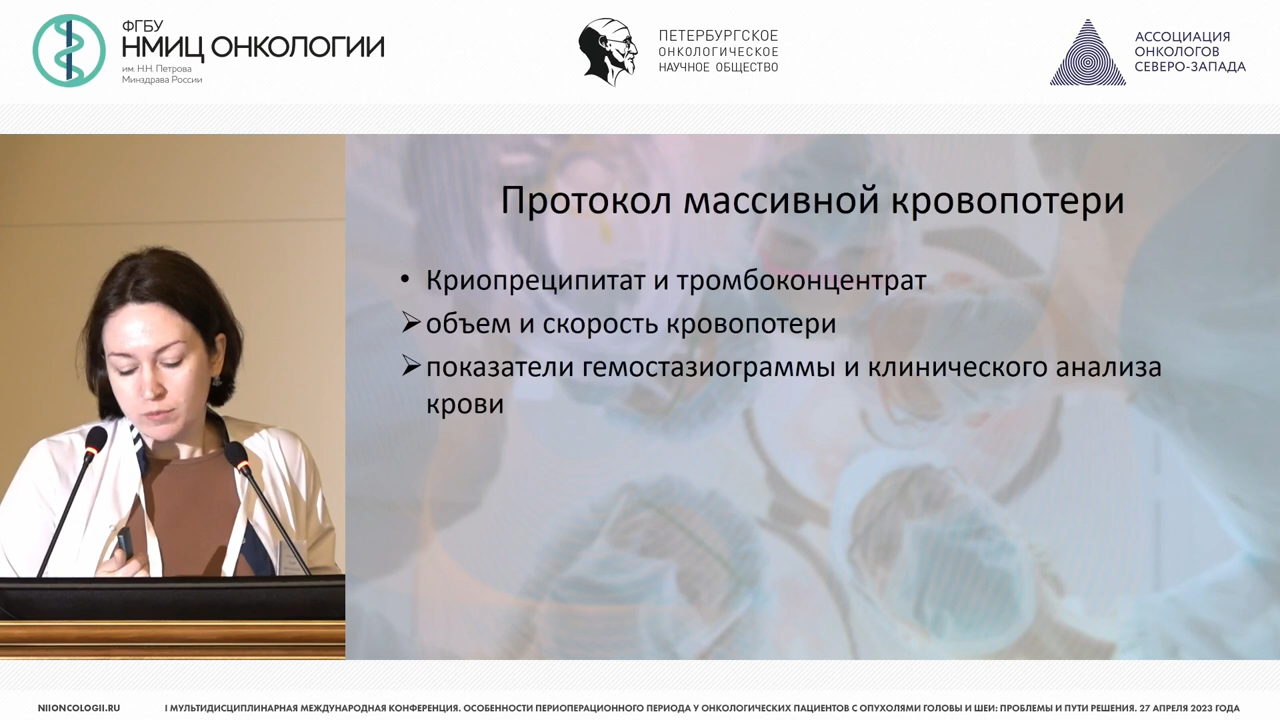 ФГБУ
НМИЦ ОНКОЛОГИИ
им. Н.Н. Петрова
Минздрава России
ПЕТЕРБУРГСКОЕ
ОНКОЛОГИЧЕСКОЕ
НАУЧНОЕ ОБЩЕСТВО
АССОЦИАЦИЯ
ОНКОЛОГОВ
СЕВЕРО-ЗАПАДА
Протокол массивной кровопотери
• Криопреципитат и тромбоконцентрат
➢ объем и скорость кровопотери
➢ показатели гемостазиограммы и клинического анализа
крови
NIIONCOLOGII.RU
I МУЛЬТИДИСЦИПЛИНАРНАЯ МЕЖДУНАРОДНАЯ КОНФЕРЕНЦИЯ. ОСОБЕННОСТИ ПЕРИОПЕРАЦИОННОГО ПЕРИОДА У ОНКОЛОГИЧЕСКИХ ПАЦИЕНТОВ С ОПУХОЛЯМИ ГОЛОВЫ И ШЕИ: ПРОБЛЕМЫ И ПУТИ РЕШЕНИЯ. 27 АПРЕЛЯ 2023 ГОДА